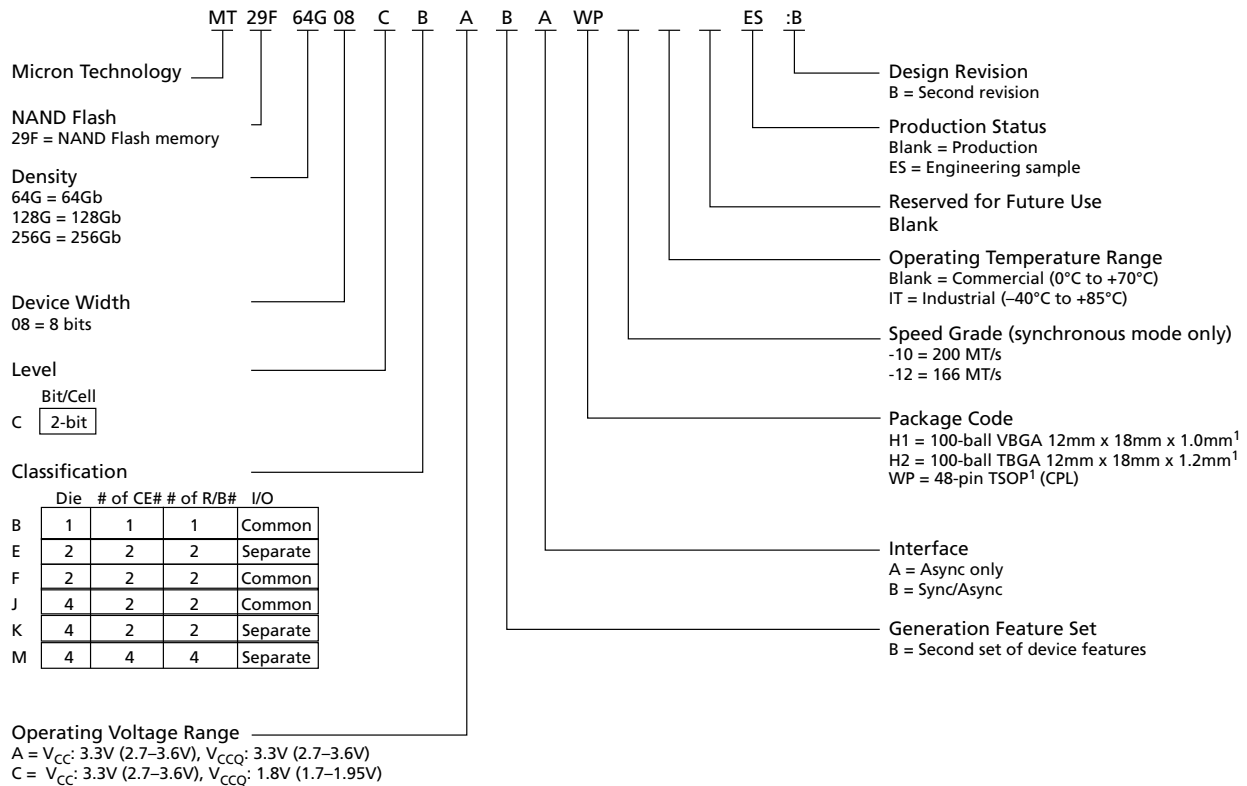 MT 29F 64G 08 C B A B A WP ES :B
Micron Technology
NAND Flash
29F = NAND Flash memory
Density
64G = 64Gb
128G = 128Gb
256G = 256Gb
Device Width
08 = 8 bits
Level
Bit/Cell
C 2-bit
Classification
Die # of CE# # of R/B# I/O
B 1 1 1 Common
E 2 2 2 Separate
F 2 2 2 Common
J 4 2 2 Common
K 4 2 2 Separate
M 4 4 4 Separate
Operating Voltage Range
A = VCC: 3.3V (2.7–3.6V), VCCQ: 3.3V (2.7–3.6V)
C = VCC: 3.3V (2.7–3.6V), VCCQ: 1.8V (1.7–1.95V)
Design Revision
B = Second revision
Production Status
Blank = Production
ES = Engineering sample
Reserved for Future Use
Blank
Operating Temperature Range
Blank = Commercial (0°C to +70°C)
IT = Industrial (–40°C to +85°C)
Speed Grade (synchronous mode only)
-10 = 200 MT/s
-12 = 166 MT/s
Package Code
H1 = 100-ball VBGA 12mm x 18mm x 1.0mm1
H2 = 100-ball TBGA 12mm x 18mm x 1.2mm1
WP = 48-pin TSOP1 (CPL)
Interface
A = Async only
B = Sync/Async
Generation Feature Set
B = Second set of device features